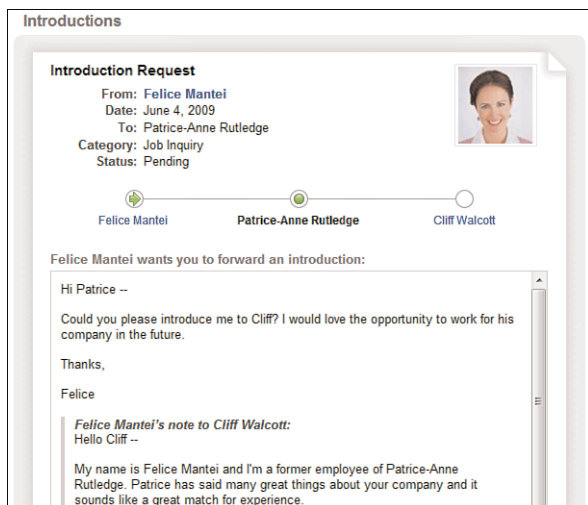 Introductions
Introduction Request
From: Felice Mantei
Date: June 4, 2009
To: Patrice-Anne Rutledge
Category: Job Inquiry
Status: Pending
Felice Mantei Patrice-Anne Rutledge Cliff Walcott
Felice Mantei wants you to forward an introduction:
Hi Patrice --
Could you please introduce me to Cliff? I would love the opportunity to work for his
company in the future.
Thanks,
Felice
Felice Mantei's note to Cliff Walcott:
Hello Cliff --
My name is Felice Mantei and I'm a former employee of Patrice-Anne
Rutledge. Patrice has said many great things about your company and it
sounds like a great match for experience.